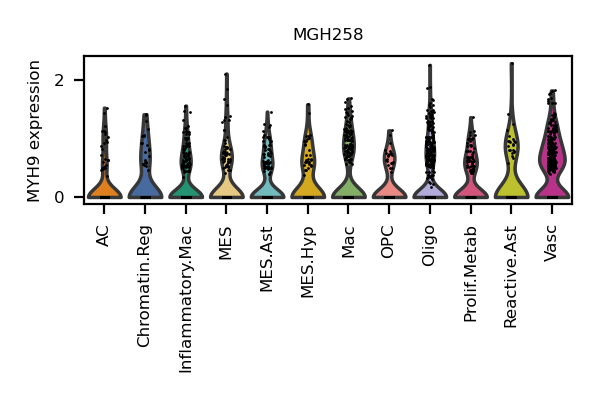 MGH258
MYH9 expression
2
0
AC
Chromatin.Reg
Inflammatory.Mac
MES
MES.Ast
MES.Hyp
Mac
OPC
Oligo
Prolif.Metab
Reactive.Ast
Vasc